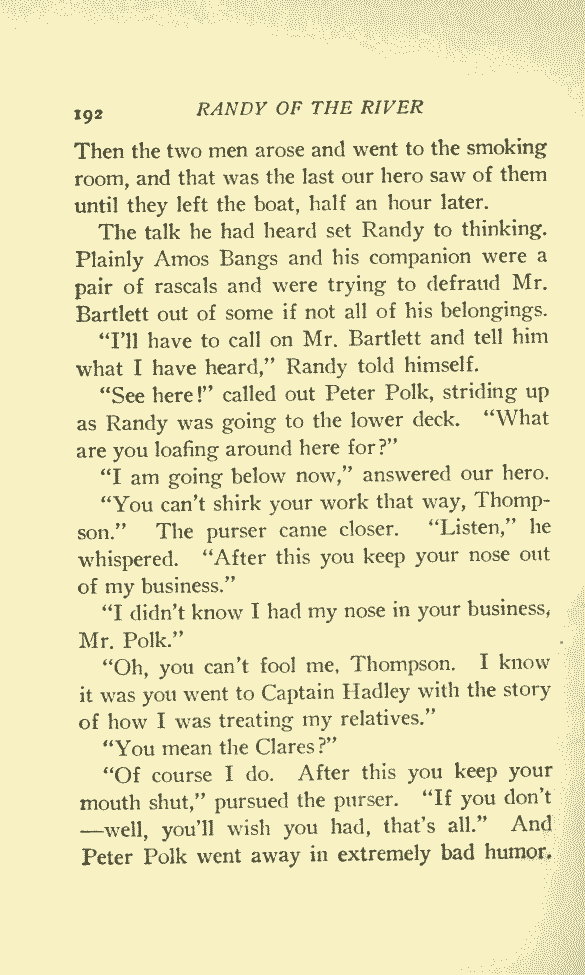 192 RANDY OF THE RIVER
Then the two men arose and went to the smoking
room, and that was the last our hero saw of them
until they left the boat, half an hour later.
The talk he had heard set Randy to thinking.
Plainly Amos Bangs and his companion were a
pair of rascals and were trying to defraud Mr.
Bartlett out of some if not all of his belongings.
“I’ll have to call on Mr. Bartlett and tell him
what I have heard,” Randy told himself.
“See here!” called out Peter Polk, striding up
as Randy was going to the lower deck. “What
are you loafing around here for?”
“I am going below now,” answered our hero.
“You can’t shirk your work that way, Thomp-
son.” The purser came closer. “Listen,” he
whispered. “After this you keep your nose out
of my business.”
“I didn’t know I had my nose in your business,
Mr. Polk.”
“Oh, you can’t fool me, Thompson. I know
it was you went to Captain Hadley with the story
of how I was treating my relatives.”
“You mean the Clares?”
“Of course I do. After this you keep your
mouth shut,” pursued the purser. “If you don’t
—well, you’ll wish you had, that’s all.” And
Peter Polk went away in extremely bad humor.